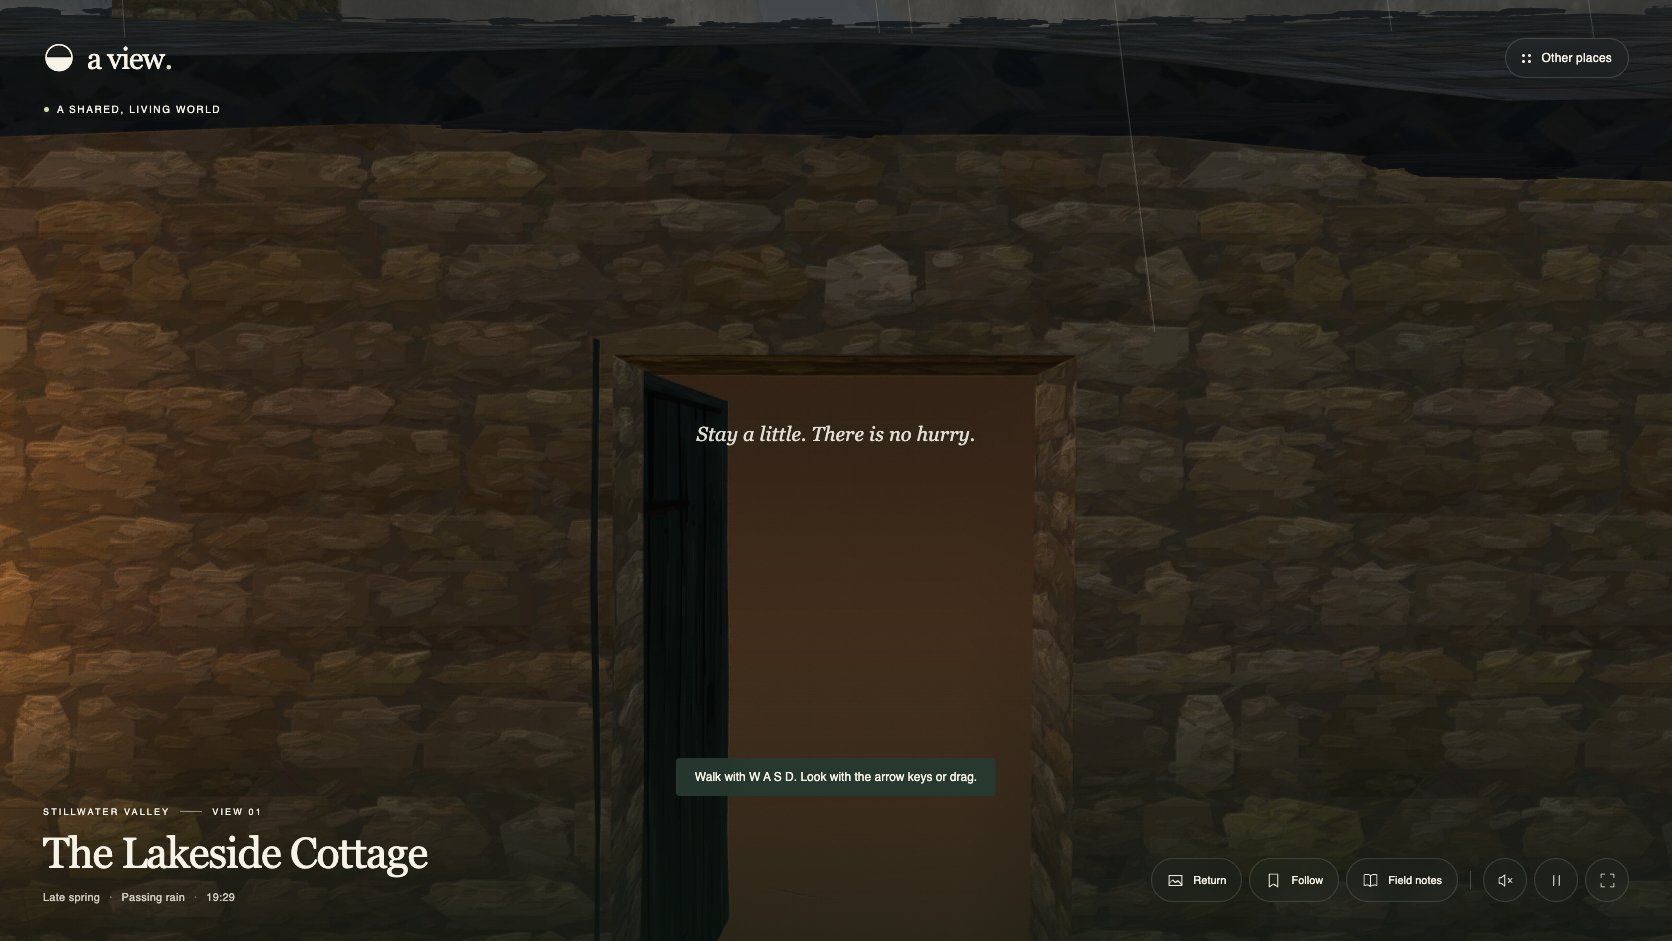 a view.
Other places
A SHARED, LIVING WORLD
Stay a little. There is no hurry.
Walk with W A S D. Look with the arrow keys or drag.
STILLWATER VALLEY — VIEW 01
The Lakeside Cottage
Late spring · Passing rain · 19:29
Return
Follow
Field notes